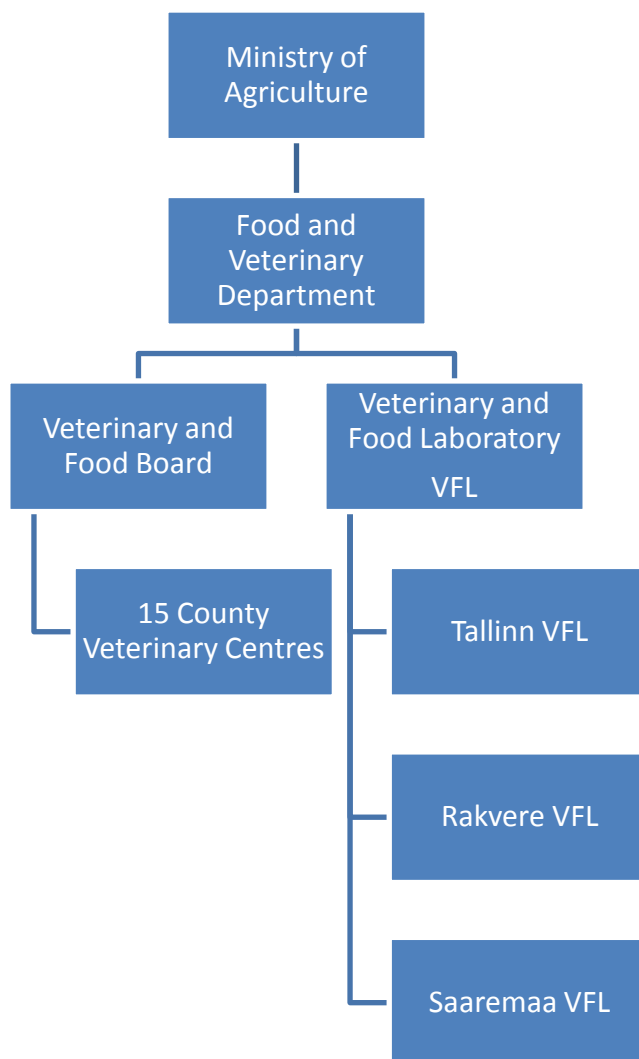 Ministry of
Agriculture
Food and
Veterinary
Department
Veterinary and
Food Board
Veterinary and
Food Laboratory
VFL
15 County
Veterinary Centres
Tallinn VFL
Rakvere VFL
Saaremaa VFL